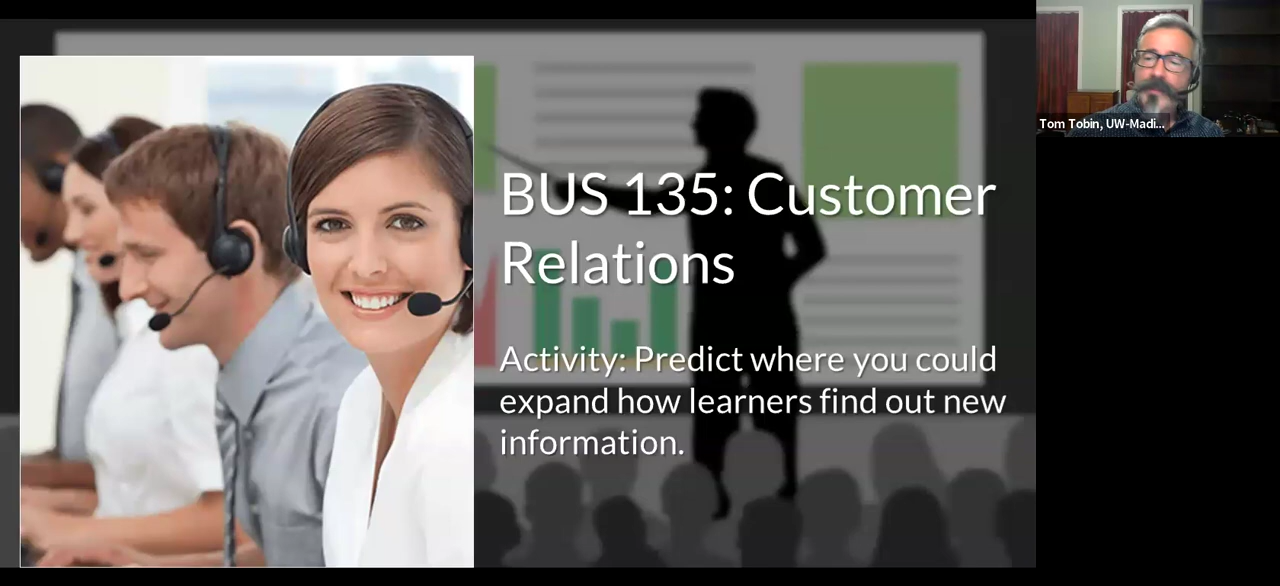 BUS 135: Customer
Relations
Activity: Predict where you could
expand how learners find out new
information.
Tom Tobin, UW-Madi...